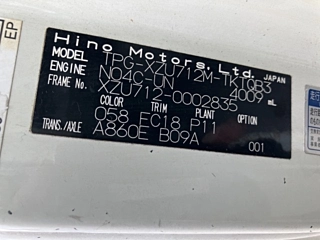 Hino Motors, Ltd. JAPAN
MODEL TPG-XZU712M-TKTQB3
ENGINE N04C-UN 4009 mL
FRAME No. XZU712-0002835
COLOR TRIM PLANT OPTION
058 FC18 P11
TRANS./AXLE A860E B09A
001
EP